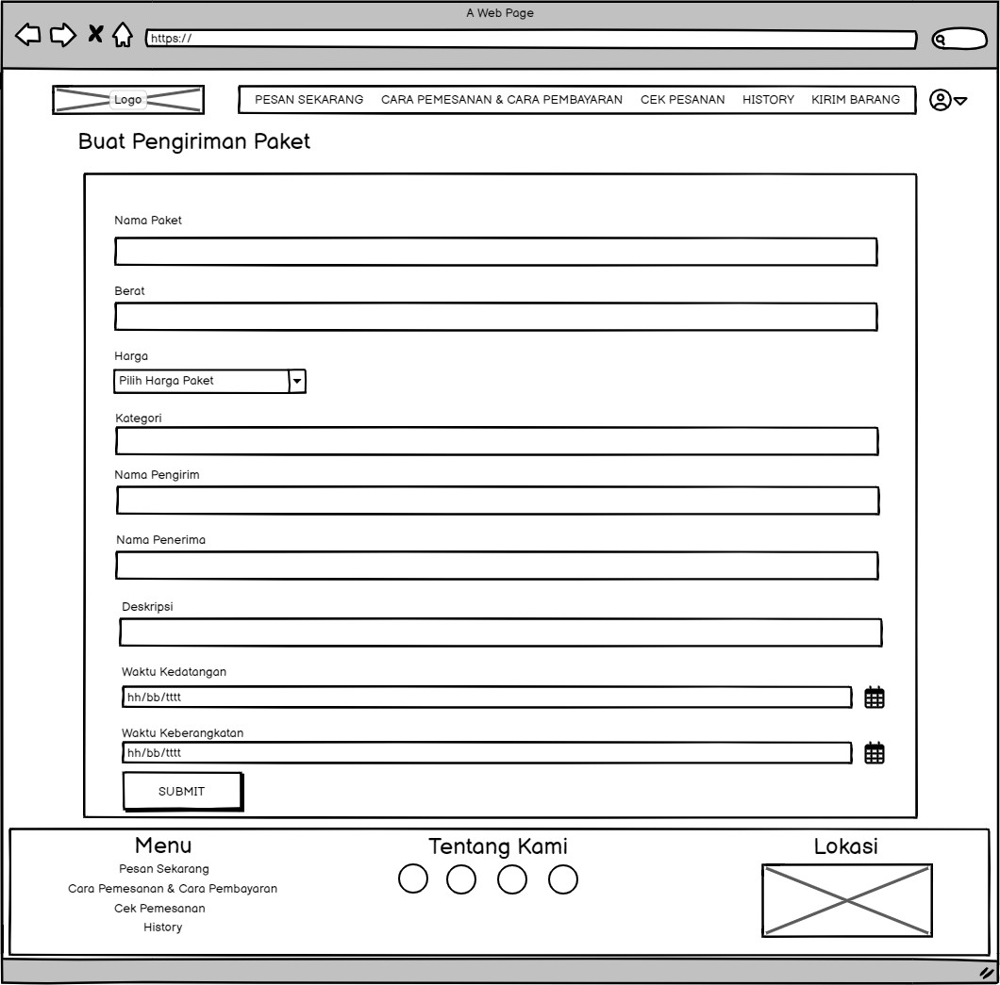 A Web Page
https://
Logo
PESAN SEKARANG CARA PEMESANAN & CARA PEMBAYARAN CEK PESANAN HISTORY KIRIM BARANG
Buat Pengiriman Paket
Nama Paket
Berat
Harga
Pilih Harga Paket
Kategori
Nama Pengirim
Nama Penerima
Deskripsi
Waktu Kedatangan
hh/bb/tttt
Waktu Keberangkatan
hh/bb/tttt
SUBMIT
Menu
Pesan Sekarang
Cara Pemesanan & Cara Pembayaran
Cek Pemesanan
History
Tentang Kami
Lokasi